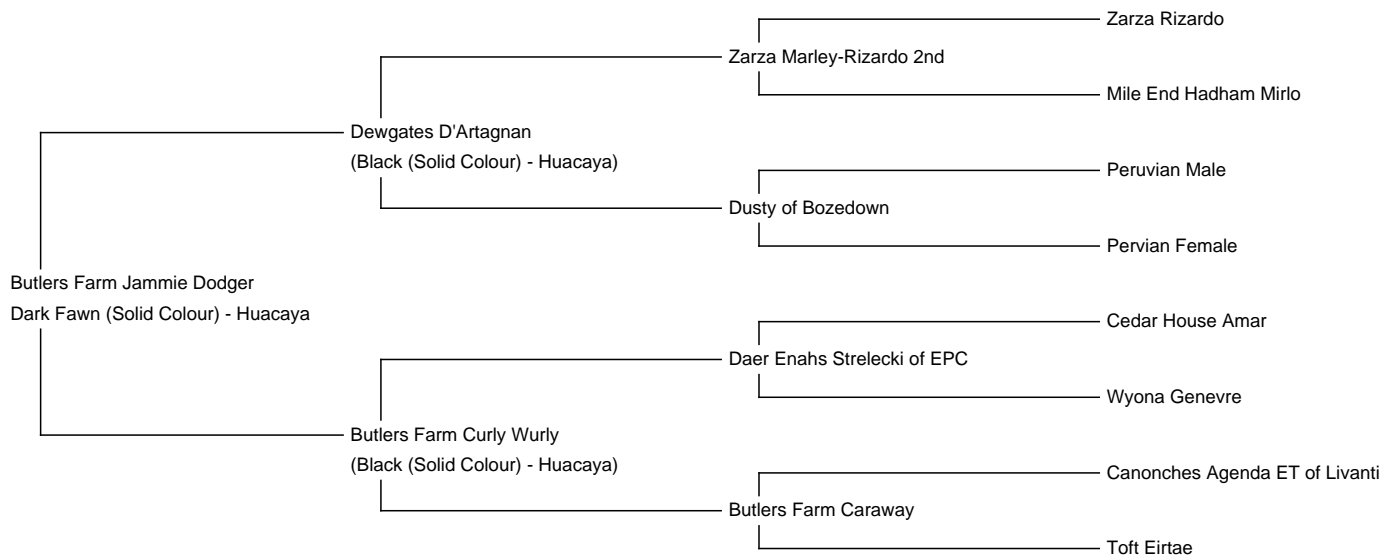 Zarza Rizardo
Zarza Marley-Rizardo 2nd
Mile End Hadham Mirlo
Dewgates D'Artagnan
(Black (Solid Colour) - Huacaya)
Peruvian Male
Dusty of Bozedown
Pervian Female
Butlers Farm Jammie Dodger
Dark Fawn (Solid Colour) - Huacaya
Cedar House Amar
Daer Enahs Strelecki of EPC
Wyona Genevre
Butlers Farm Curly Wurly
(Black (Solid Colour) - Huacaya)
Canonches Agenda ET of Livanti
Butlers Farm Caraway
Toft Eirtae